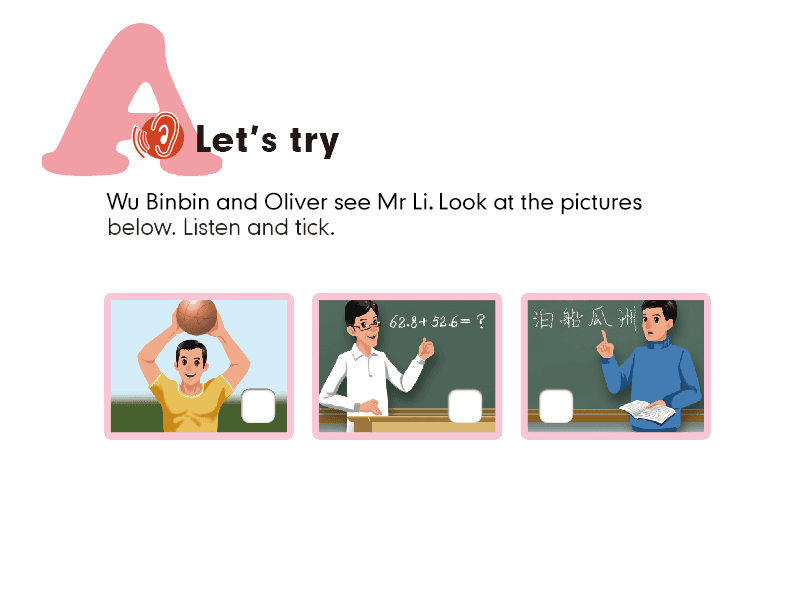 A
Let's try
Wu Binbin and Oliver see Mr Li. Look at the pictures
below. Listen and tick.
62.8+52.6=?
泊船瓜洲